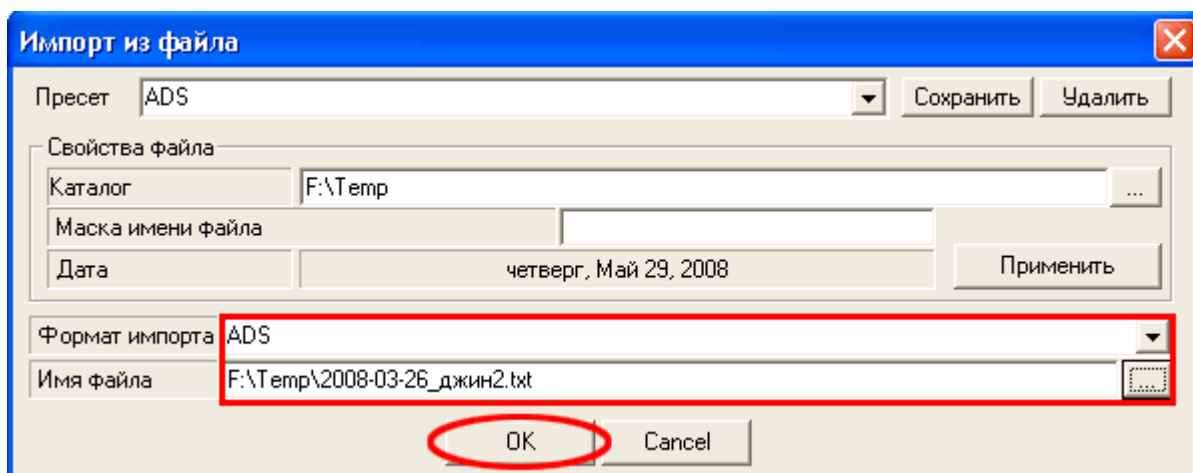 Импорт из файла
Пресет ADS Сохранить Удалить
Свойства файла
Каталог F:\Temp ...
Маска имени файла
Дата четверг, Май 29, 2008 Применить
Формат импорта ADS
Имя файла F:\Temp\2008-03-26_джин2.txt ...
OK Cancel